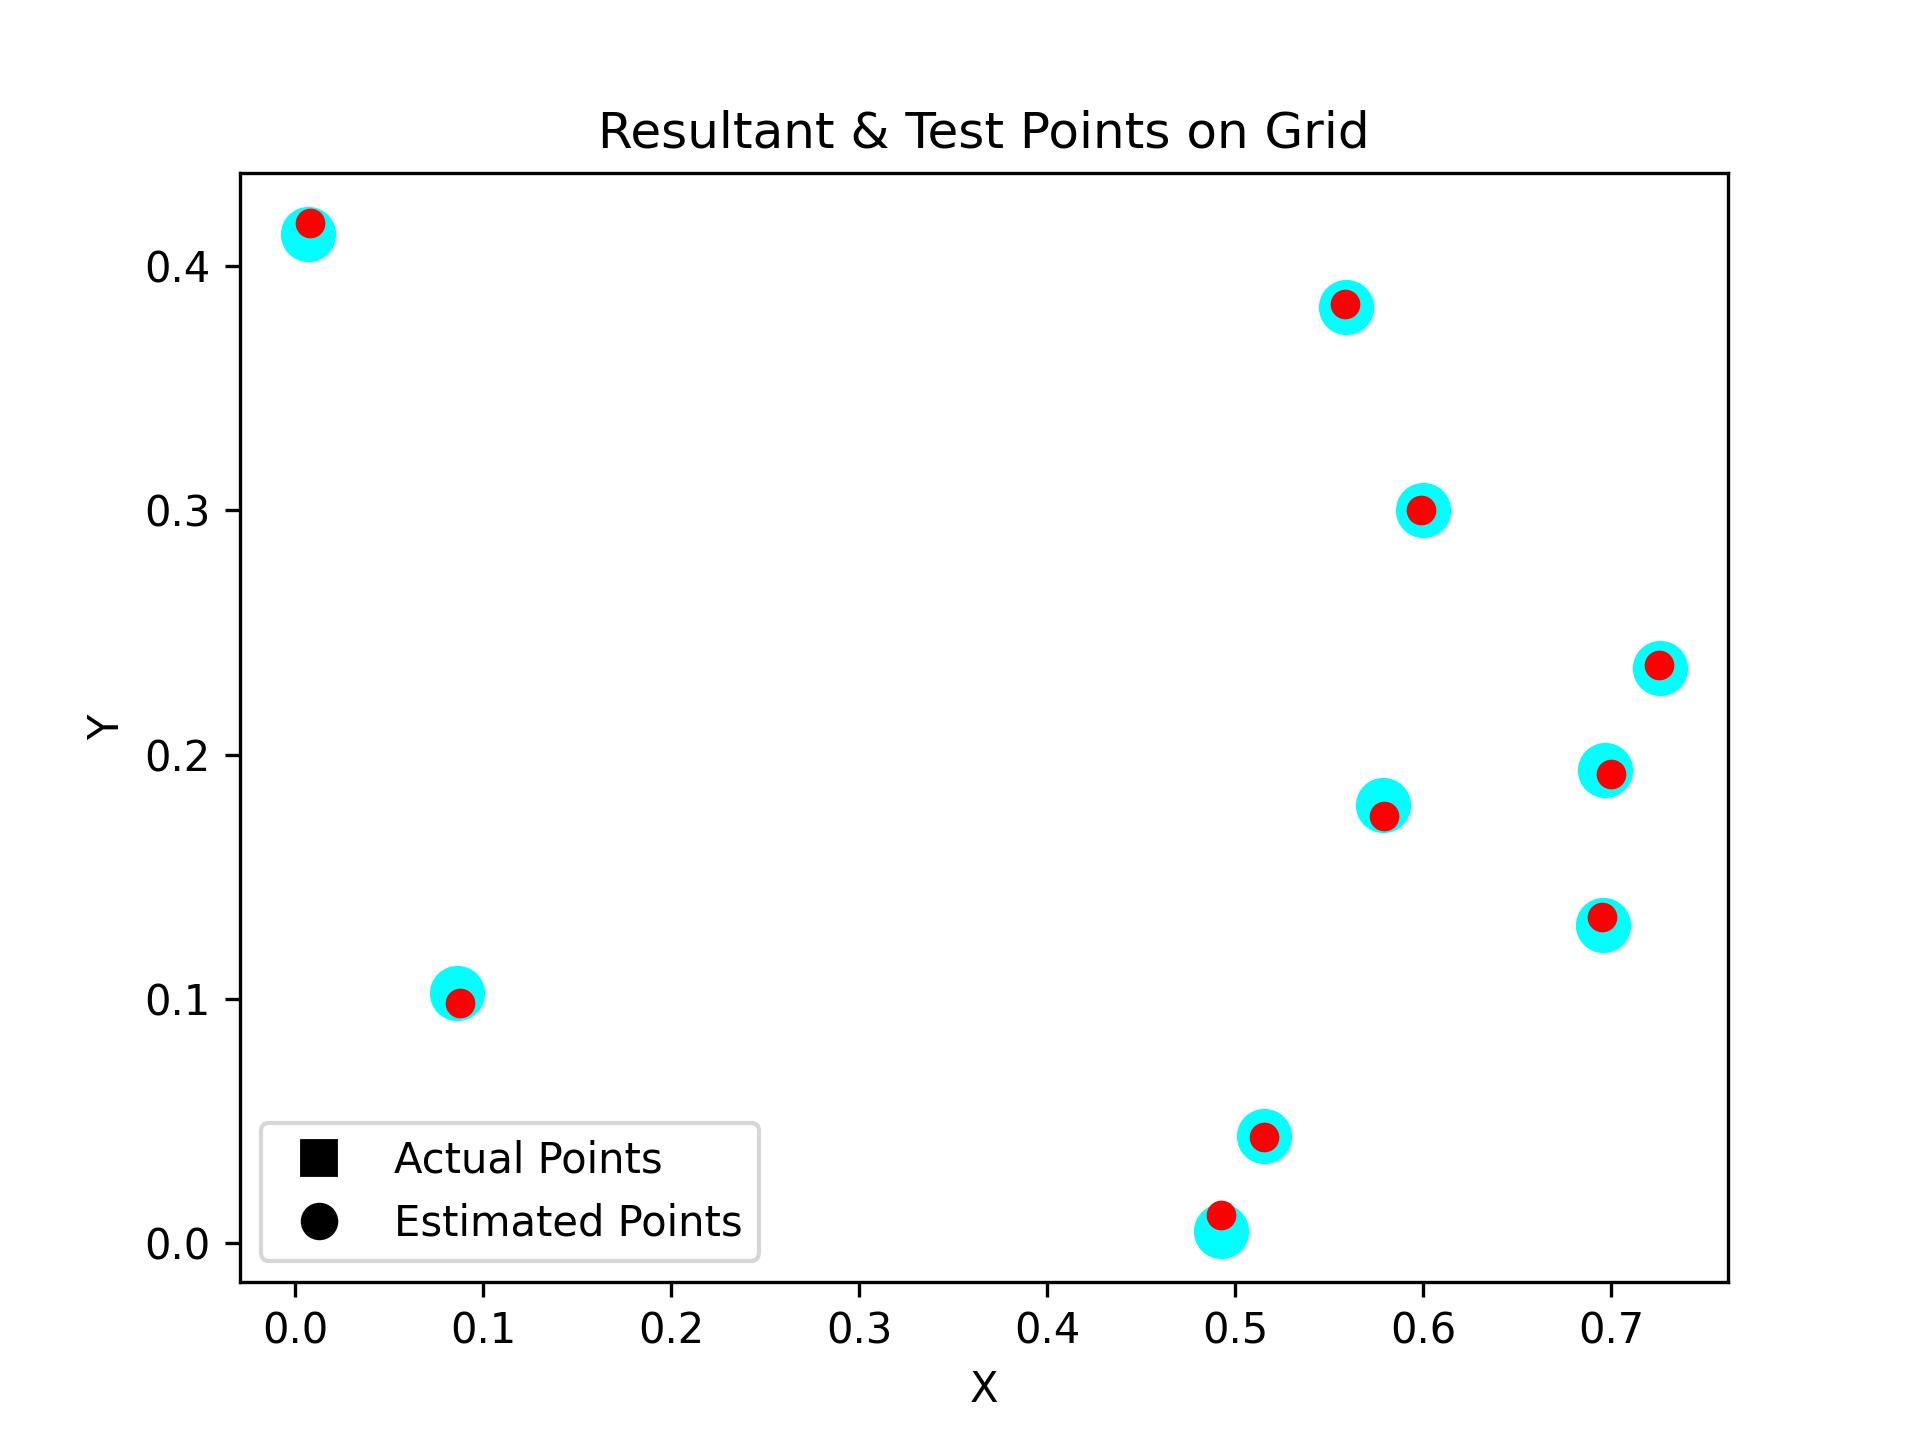 Resultant & Test Points on Grid
0.4
0.3
0.2
0.1
0.0
Y
Actual Points
Estimated Points
0.0 0.1 0.2 0.3 0.4 0.5 0.6 0.7
X